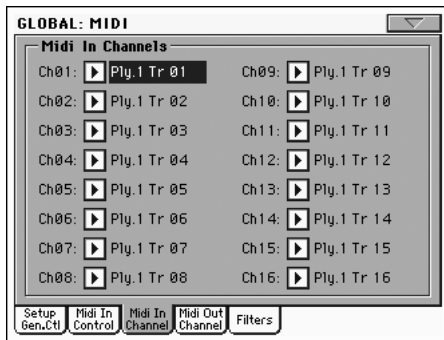 GLOBAL: MIDI
Midi In Channels
Ch01: Ply.1 Tr 01
Ch02: Ply.1 Tr 02
Ch03: Ply.1 Tr 03
Ch04: Ply.1 Tr 04
Ch05: Ply.1 Tr 05
Ch06: Ply.1 Tr 06
Ch07: Ply.1 Tr 07
Ch08: Ply.1 Tr 08
Ch09: Ply.1 Tr 09
Ch10: Ply.1 Tr 10
Ch11: Ply.1 Tr 11
Ch12: Ply.1 Tr 12
Ch13: Ply.1 Tr 13
Ch14: Ply.1 Tr 14
Ch15: Ply.1 Tr 15
Ch16: Ply.1 Tr 16
Setup
Gen.Ctl
Midi In
Control
Midi In
Channel
Midi Out
Channel
Filters